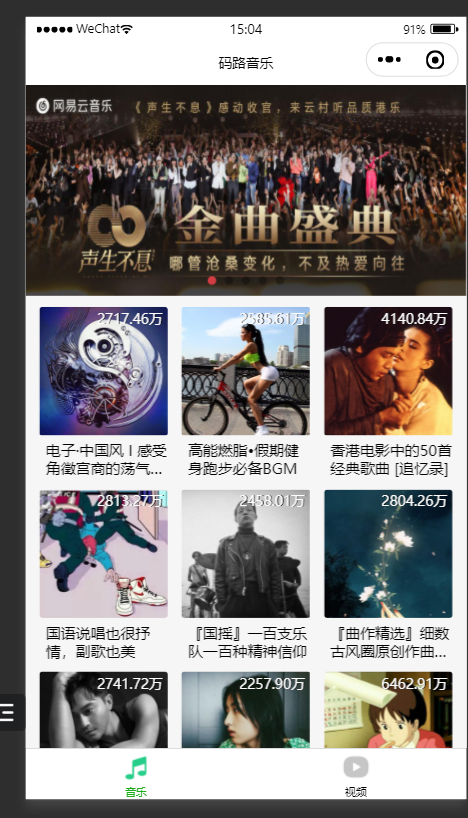 WeChat
15:04
91%
码路音乐
网易云音乐
《声生不息》感动收官，来云村听品质港乐
声生不息
金曲盛典
哪管沧桑变化，不及热爱向往
2717.46万
2585.61万
4140.84万
电子·中国风 I 感受
角徵宫商的荡气...
高能燃脂•假期健
身跑步必备BGM
香港电影中的50首
经典歌曲 [追忆录]
2813.27万
2458.01万
2804.26万
国语说唱也很抒
情，副歌也美
『国摇』一百支乐
队一百种精神信仰
『曲作精选』细数
古风圈原创作曲...
2741.72万
2257.90万
6462.91万
音乐
视频